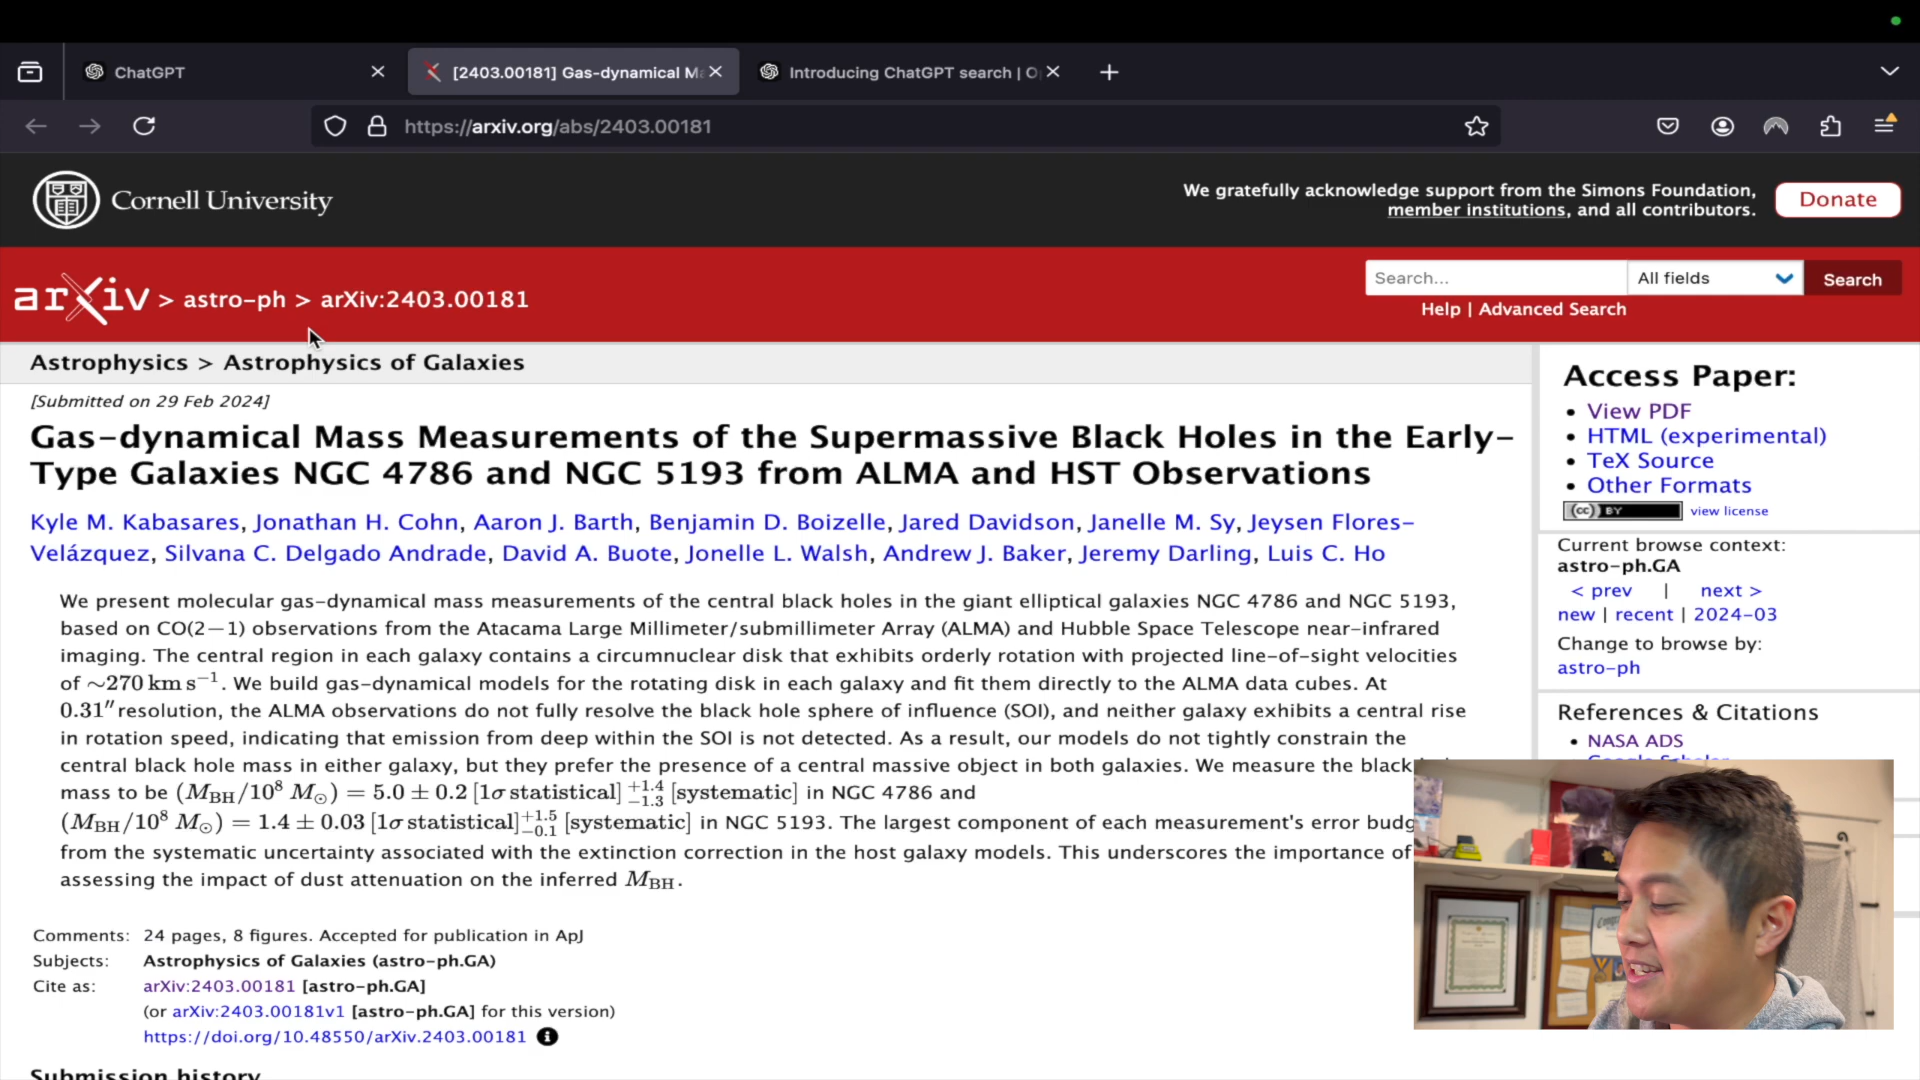 ChatGPT
[2403.00181] Gas-dynamical Ma
Introducing ChatGPT search | O
https://arxiv.org/abs/2403.00181
Cornell University
We gratefully acknowledge support from the Simons Foundation,
member institutions, and all contributors.
Donate
arXiv > astro-ph > arXiv:2403.00181
Search...
All fields
Search
Help | Advanced Search
Astrophysics > Astrophysics of Galaxies
[Submitted on 29 Feb 2024]
Gas-dynamical Mass Measurements of the Supermassive Black Holes in the Early-
Type Galaxies NGC 4786 and NGC 5193 from ALMA and HST Observations
Kyle M. Kabasares, Jonathan H. Cohn, Aaron J. Barth, Benjamin D. Boizelle, Jared Davidson, Janelle M. Sy, Jeysen Flores-
Velázquez, Silvana C. Delgado Andrade, David A. Buote, Jonelle L. Walsh, Andrew J. Baker, Jeremy Darling, Luis C. Ho
We present molecular gas-dynamical mass measurements of the central black holes in the giant elliptical galaxies NGC 4786 and NGC 5193,
based on CO(2−1) observations from the Atacama Large Millimeter/submillimeter Array (ALMA) and Hubble Space Telescope near-infrared
imaging. The central region in each galaxy contains a circumnuclear disk that exhibits orderly rotation with projected line-of-sight velocities
of ∼270 km s⁻¹. We build gas-dynamical models for the rotating disk in each galaxy and fit them directly to the ALMA data cubes. At
0.31″ resolution, the ALMA observations do not fully resolve the black hole sphere of influence (SOI), and neither galaxy exhibits a central rise
in rotation speed, indicating that emission from deep within the SOI is not detected. As a result, our models do not tightly constrain the
central black hole mass in either galaxy, but they prefer the presence of a central massive object in both galaxies. We measure the black
mass to be (M_BH/10⁸ M_⊙) = 5.0 ± 0.2 [1σ statistical] ^{+1.4}_{−1.3} [systematic] in NGC 4786 and
(M_BH/10⁸ M_⊙) = 1.4 ± 0.03 [1σ statistical]^{+1.5}_{−0.1} [systematic] in NGC 5193. The largest component of each measurement's error budg
from the systematic uncertainty associated with the extinction correction in the host galaxy models. This underscores the importance of
assessing the impact of dust attenuation on the inferred M_BH.
Comments: 24 pages, 8 figures. Accepted for publication in ApJ
Subjects: Astrophysics of Galaxies (astro-ph.GA)
Cite as: arXiv:2403.00181 [astro-ph.GA]
(or arXiv:2403.00181v1 [astro-ph.GA] for this version)
https://doi.org/10.48550/arXiv.2403.00181
Submission history
Access Paper:
View PDF
HTML (experimental)
TeX Source
Other Formats
(cc) BY view license
Current browse context:
astro-ph.GA
< prev | next >
new | recent | 2024-03
Change to browse by:
astro-ph
References & Citations
NASA ADS
Google Scholar